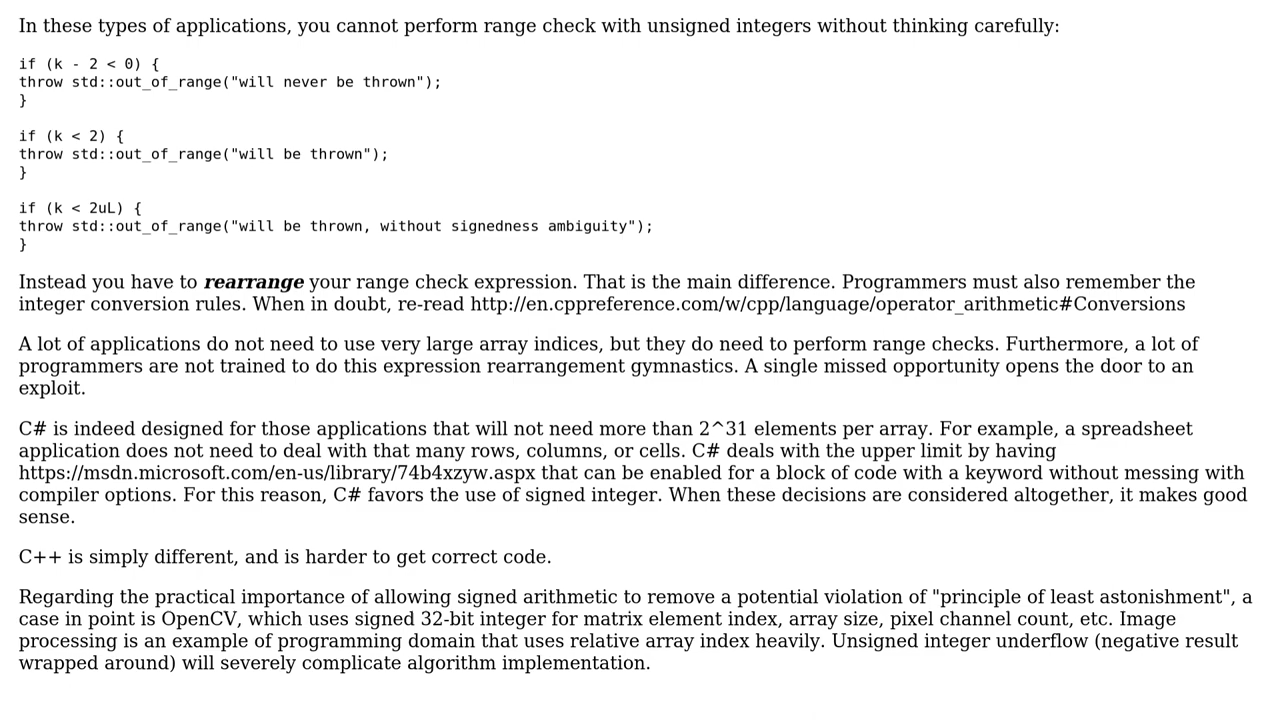 In these types of applications, you cannot perform range check with unsigned integers without thinking carefully:
if (k - 2 < 0) {
throw std::out_of_range("will never be thrown");
}
if (k < 2) {
throw std::out_of_range("will be thrown");
}
if (k < 2uL) {
throw std::out_of_range("will be thrown, without signedness ambiguity");
}
Instead you have to rearrange your range check expression. That is the main difference. Programmers must also remember the
integer conversion rules. When in doubt, re-read http://en.cppreference.com/w/cpp/language/operator_arithmetic#Conversions
A lot of applications do not need to use very large array indices, but they do need to perform range checks. Furthermore, a lot of
programmers are not trained to do this expression rearrangement gymnastics. A single missed opportunity opens the door to an
exploit.
C# is indeed designed for those applications that will not need more than 2^31 elements per array. For example, a spreadsheet
application does not need to deal with that many rows, columns, or cells. C# deals with the upper limit by having
https://msdn.microsoft.com/en-us/library/74b4xzyw.aspx that can be enabled for a block of code with a keyword without messing with
compiler options. For this reason, C# favors the use of signed integer. When these decisions are considered altogether, it makes good
sense.
C++ is simply different, and is harder to get correct code.
Regarding the practical importance of allowing signed arithmetic to remove a potential violation of "principle of least astonishment", a
case in point is OpenCV, which uses signed 32-bit integer for matrix element index, array size, pixel channel count, etc. Image
processing is an example of programming domain that uses relative array index heavily. Unsigned integer underflow (negative result
wrapped around) will severely complicate algorithm implementation.